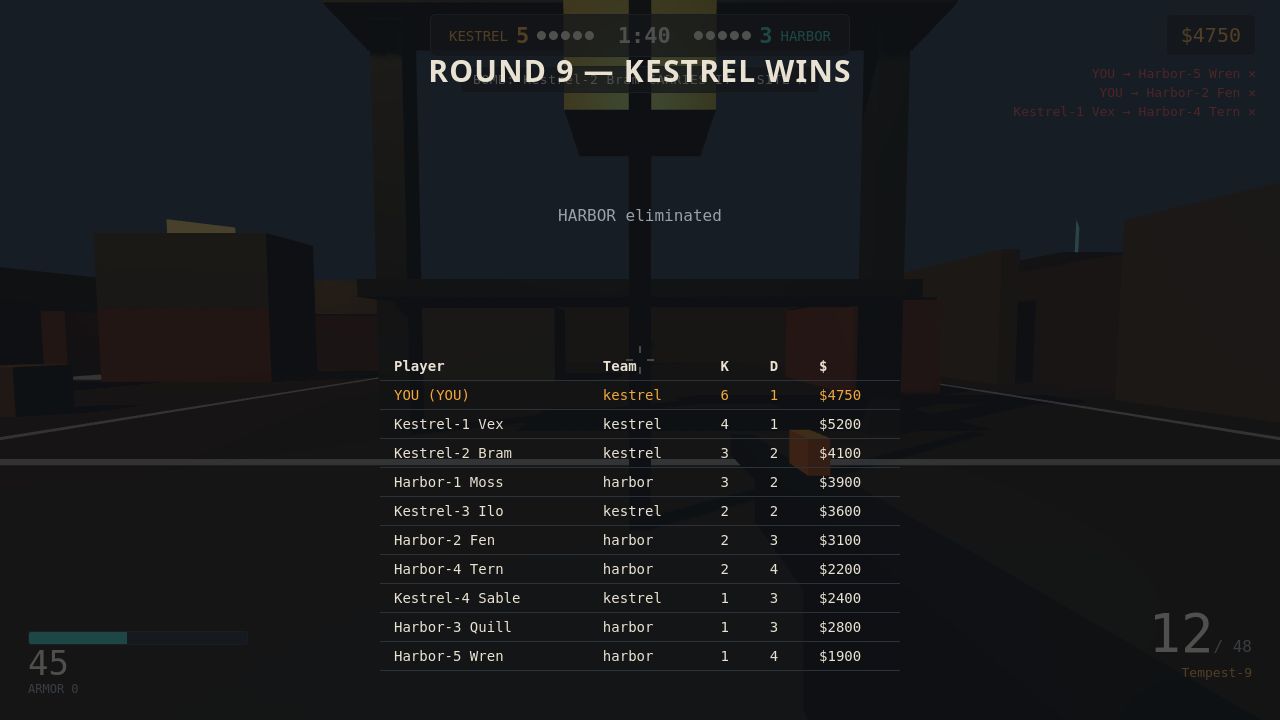 KESTREL 5 1:40 3 HARBOR
$4750
ROUND 9 — KESTREL WINS
YOU → Harbor-5 Wren ×
YOU → Harbor-2 Fen ×
Kestrel-1 Vex → Harbor-4 Tern ×
HARBOR eliminated
Player Team K D $
YOU (YOU) kestrel 6 1 $4750
Kestrel-1 Vex kestrel 4 1 $5200
Kestrel-2 Bram kestrel 3 2 $4100
Harbor-1 Moss harbor 3 2 $3900
Kestrel-3 Ilo kestrel 2 2 $3600
Harbor-2 Fen harbor 2 3 $3100
Harbor-4 Tern harbor 2 4 $2200
Kestrel-4 Sable kestrel 1 3 $2400
Harbor-3 Quill harbor 1 3 $2800
Harbor-5 Wren harbor 1 4 $1900
45
ARMOR 0
12 / 48
Tempest-9